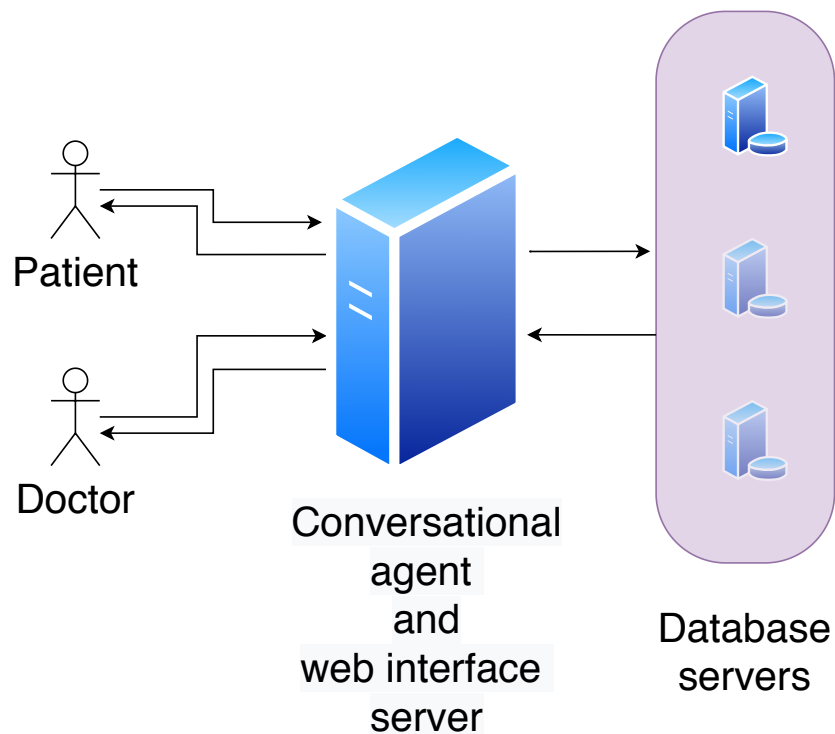 Patient
Doctor
Conversational
agent
and
web interface
server
Database
servers